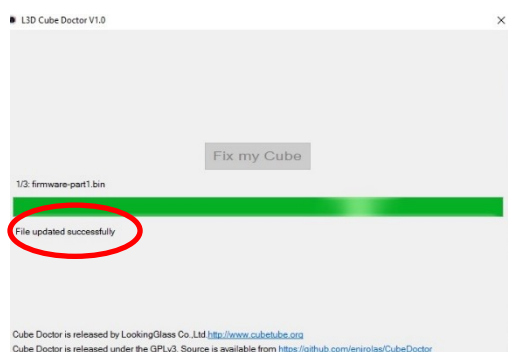 L3D Cube Doctor V1.0
Fix my Cube
1/3: firmware-part1.bin
File updated successfully
Cube Doctor is released by LookingGlass Co.,Ltd.http://www.cubetube.org
Cube Doctor is released under the GPLv3. Source is available from https://github.com/enjrolas/CubeDoctor